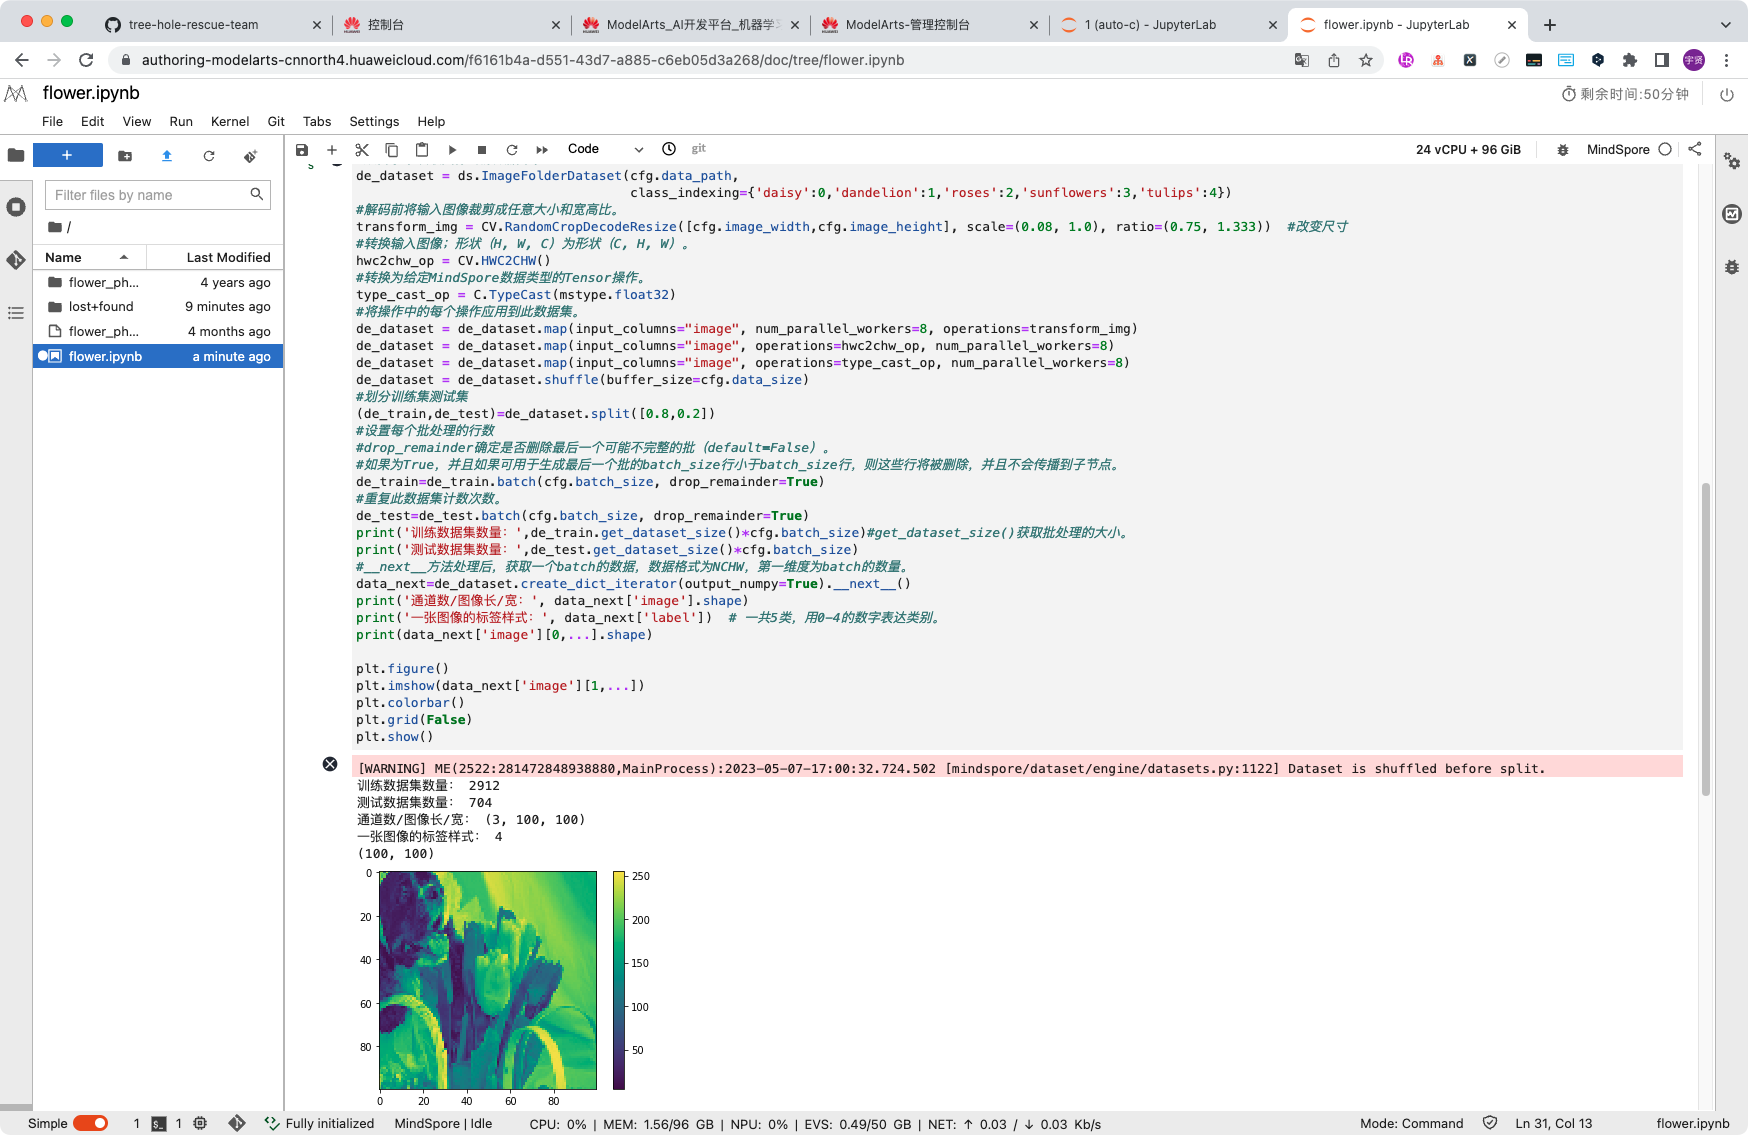 tree-hole-rescue-team
控制台
ModelArts_AI开发平台_机器学习
ModelArts-管理控制台
1 (auto-c) - JupyterLab
flower.ipynb - JupyterLab
authoring-modelarts-cnnorth4.huaweicloud.com/f6161b4a-d551-43d7-a885-c6eb05d3a268/doc/tree/flower.ipynb
宇贤
flower.ipynb
剩余时间:50分钟
File Edit View Run Kernel Git Tabs Settings Help
Code
git
24 vCPU + 96 GiB
MindSpore
Filter files by name
/
Name Last Modified
flower_ph... 4 years ago
lost+found 9 minutes ago
flower_ph... 4 months ago
flower.ipynb a minute ago
de_dataset = ds.ImageFolderDataset(cfg.data_path,
class_indexing={'daisy':0,'dandelion':1,'roses':2,'sunflowers':3,'tulips':4})
#解码前将输入图像裁剪成任意大小和宽高比。
transform_img = CV.RandomCropDecodeResize([cfg.image_width,cfg.image_height], scale=(0.08, 1.0), ratio=(0.75, 1.333))  #改变尺寸
#转换输入图像；形状（H, W, C）为形状（C, H, W）。
hwc2chw_op = CV.HWC2CHW()
#转换为给定MindSpore数据类型的Tensor操作。
type_cast_op = C.TypeCast(mstype.float32)
#将操作中的每个操作应用到此数据集。
de_dataset = de_dataset.map(input_columns="image", num_parallel_workers=8, operations=transform_img)
de_dataset = de_dataset.map(input_columns="image", operations=hwc2chw_op, num_parallel_workers=8)
de_dataset = de_dataset.map(input_columns="image", operations=type_cast_op, num_parallel_workers=8)
de_dataset = de_dataset.shuffle(buffer_size=cfg.data_size)
#划分训练集测试集
(de_train,de_test)=de_dataset.split([0.8,0.2])
#设置每个批处理的行数
#drop_remainder确定是否删除最后一个可能不完整的批（default=False）。
#如果为True，并且如果可用于生成最后一个批的batch_size行小于batch_size行，则这些行将被删除，并且不会传播到子节点。
de_train=de_train.batch(cfg.batch_size, drop_remainder=True)
#重复此数据集计数次数。
de_test=de_test.batch(cfg.batch_size, drop_remainder=True)
print('训练数据集数量：',de_train.get_dataset_size()*cfg.batch_size)#get_dataset_size()获取批处理的大小。
print('测试数据集数量：',de_test.get_dataset_size()*cfg.batch_size)
#__next__方法处理后，获取一个batch的数据，数据格式为NCHW，第一维度为batch的数量。
data_next=de_dataset.create_dict_iterator(output_numpy=True).__next__()
print('通道数/图像长/宽：', data_next['image'].shape)
print('一张图像的标签样式：', data_next['label'])  # 一共5类，用0-4的数字表达类别。
print(data_next['image'][0,...].shape)
plt.figure()
plt.imshow(data_next['image'][1,...])
plt.colorbar()
plt.grid(False)
plt.show()
[WARNING] ME(2522:281472848938880,MainProcess):2023-05-07-17:00:32.724.502 [mindspore/dataset/engine/datasets.py:1122] Dataset is shuffled before split.
训练数据集数量： 2912
测试数据集数量： 704
通道数/图像长/宽： (3, 100, 100)
一张图像的标签样式： 4
(100, 100)
0
20
40
60
80
0 20 40 60 80
250
200
150
100
50
Simple 1 1 Fully initialized MindSpore | Idle CPU: 0% | MEM: 1.56/96 GB | NPU: 0% | EVS: 0.49/50 GB | NET: ↑ 0.03 / ↓ 0.03 Kb/s Mode: Command Ln 31, Col 13 flower.ipynb